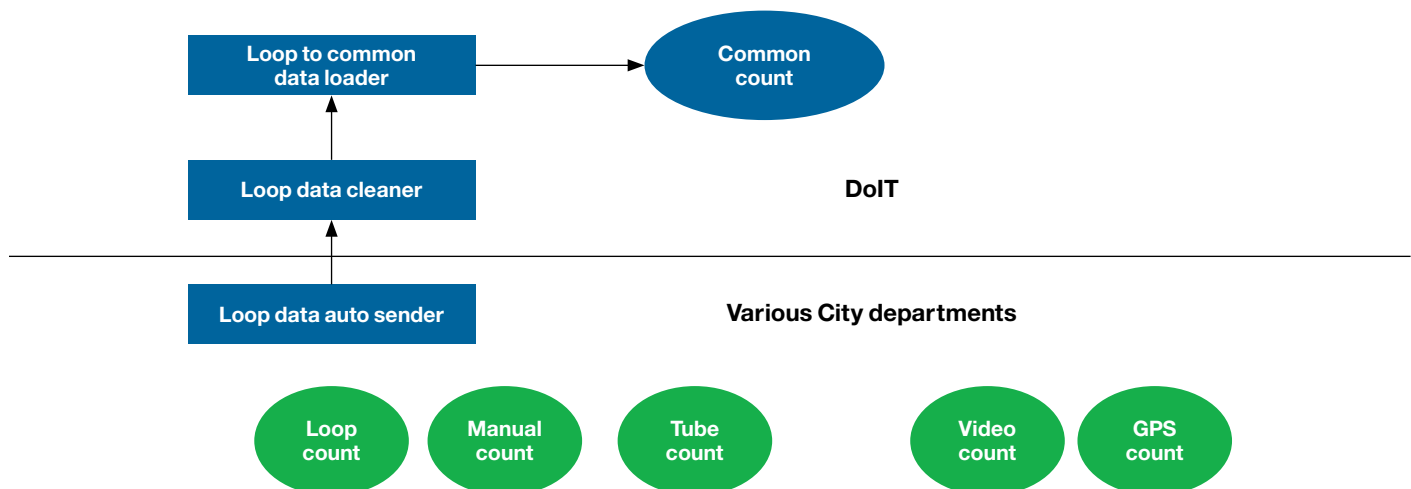 Loop to common
data loader
Common
count
Loop data cleaner
DoIT
Loop data auto sender
Various City departments
Loop
count
Manual
count
Tube
count
Video
count
GPS
count